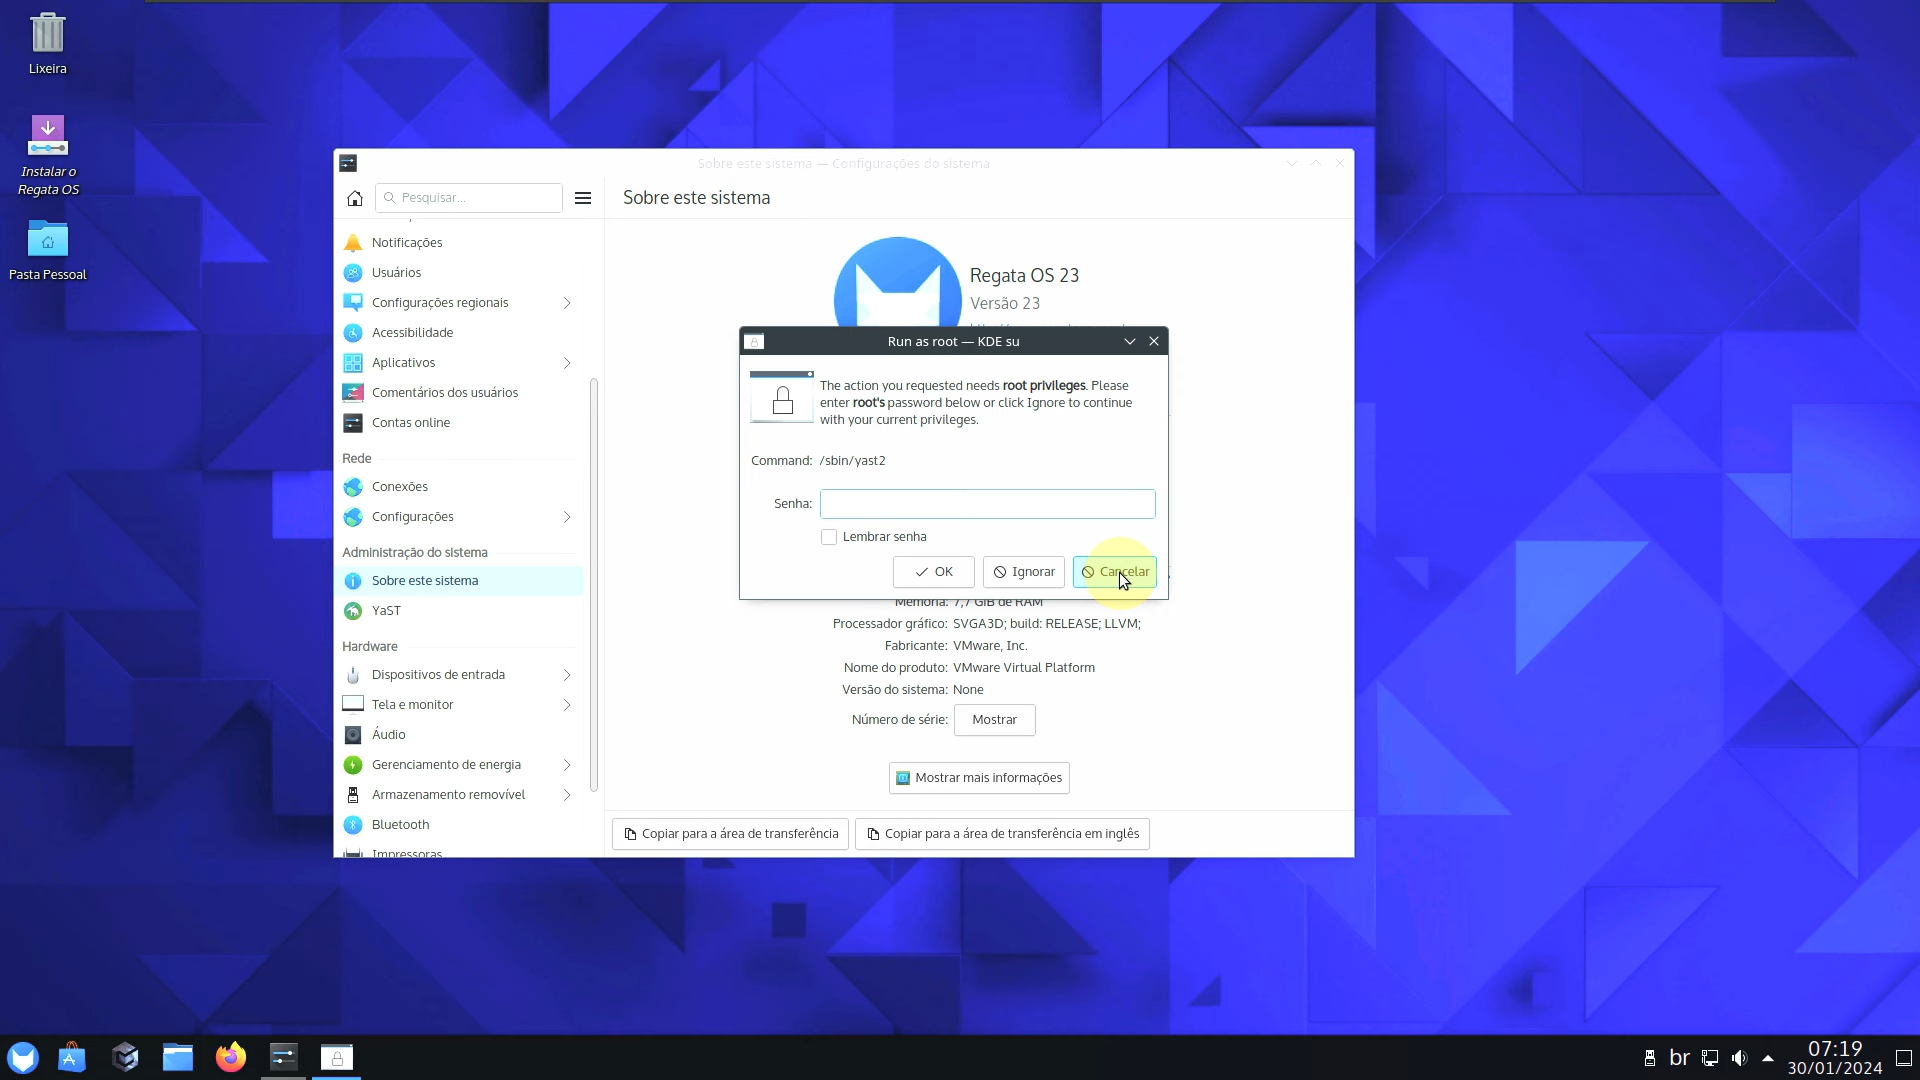 Lixeira
Instalar o
Regata OS
Pasta Pessoal
Sobre este sistema — Configurações do sistema
Pesquisar...
Sobre este sistema
Notificações
Usuários
Configurações regionais
Acessibilidade
Aplicativos
Comentários dos usuários
Contas online
Rede
Conexões
Configurações
Administração do sistema
Sobre este sistema
YaST
Hardware
Dispositivos de entrada
Tela e monitor
Áudio
Gerenciamento de energia
Armazenamento removível
Bluetooth
Impressoras
Regata OS 23
Versão 23
Run as root — KDE su
The action you requested needs root privileges. Please
enter root's password below or click Ignore to continue
with your current privileges.
Command: /sbin/yast2
Senha:
Lembrar senha
OK
Ignorar
Cancelar
Memória: 7,7 GiB de RAM
Processador gráfico: SVGA3D; build: RELEASE; LLVM;
Fabricante: VMware, Inc.
Nome do produto: VMware Virtual Platform
Versão do sistema: None
Número de série: Mostrar
Mostrar mais informações
Copiar para a área de transferência
Copiar para a área de transferência em inglês
br
07:19
30/01/2024